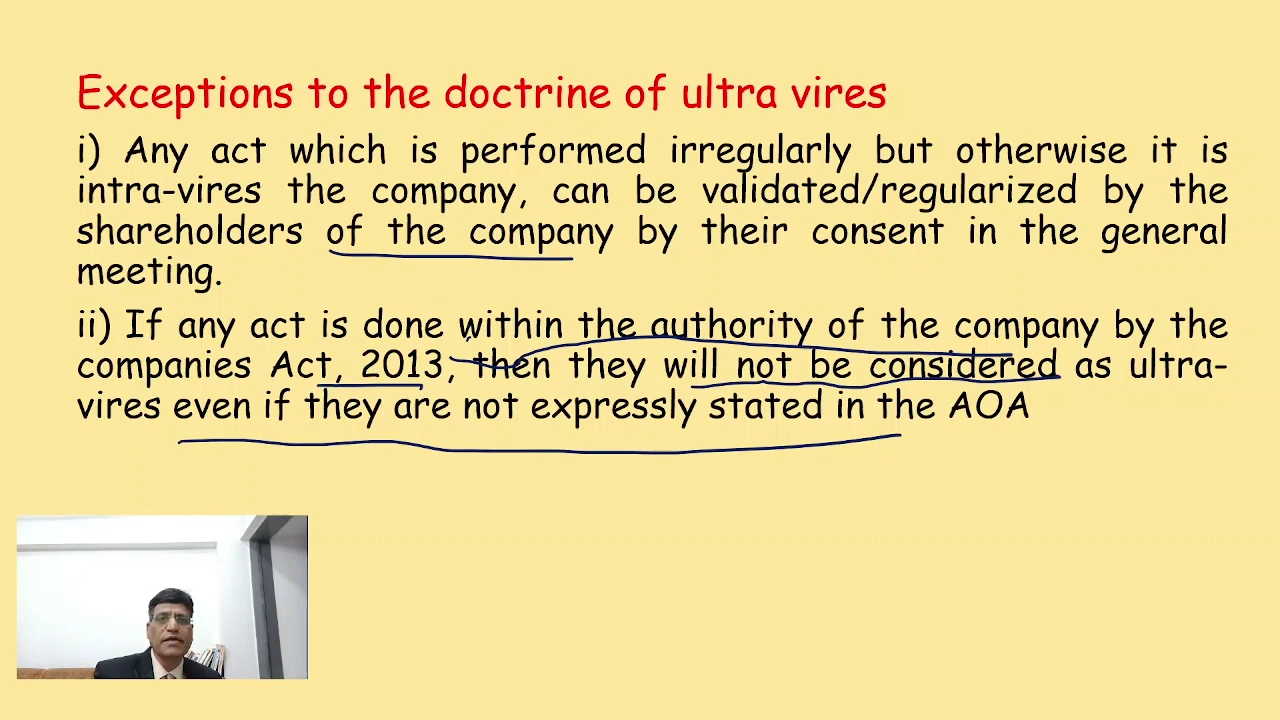 Exceptions to the doctrine of ultra vires
i) Any act which is performed irregularly but otherwise it is
intra-vires the company, can be validated/regularized by the
shareholders of the company by their consent in the general
meeting.
ii) If any act is done within the authority of the company by the
companies Act, 2013, then they will not be considered as ultra-
vires even if they are not expressly stated in the AOA